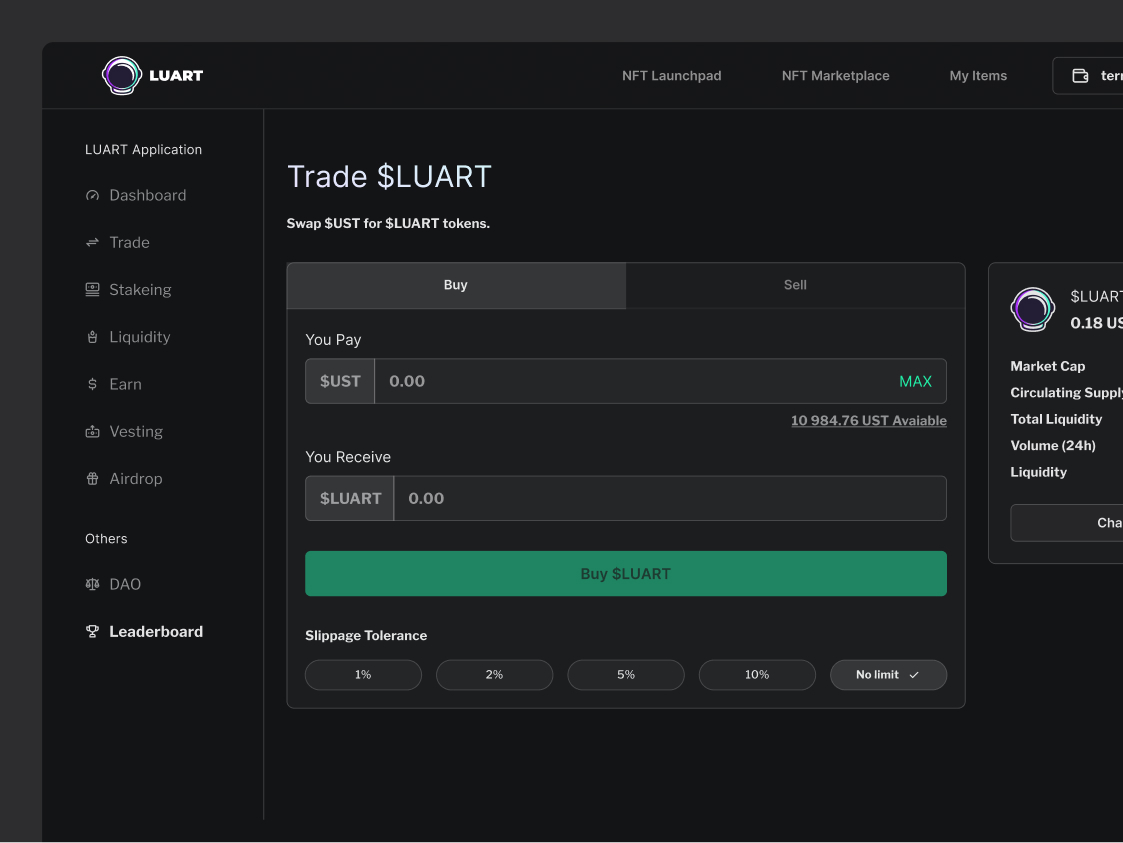 LUART
NFT Launchpad
NFT Marketplace
My Items
LUART Application
Dashboard
Trade
Stakeing
Liquidity
Earn
Vesting
Airdrop
Others
DAO
Leaderboard
Trade $LUART
Swap $UST for $LUART tokens.
Buy
Sell
You Pay
$UST
0.00
MAX
10 984.76 UST Avaiable
You Receive
$LUART
0.00
Buy $LUART
Slippage Tolerance
1%
2%
5%
10%
No limit
$LUART
0.18
Market Cap
Circulating Supply
Total Liquidity
Volume (24h)
Liquidity